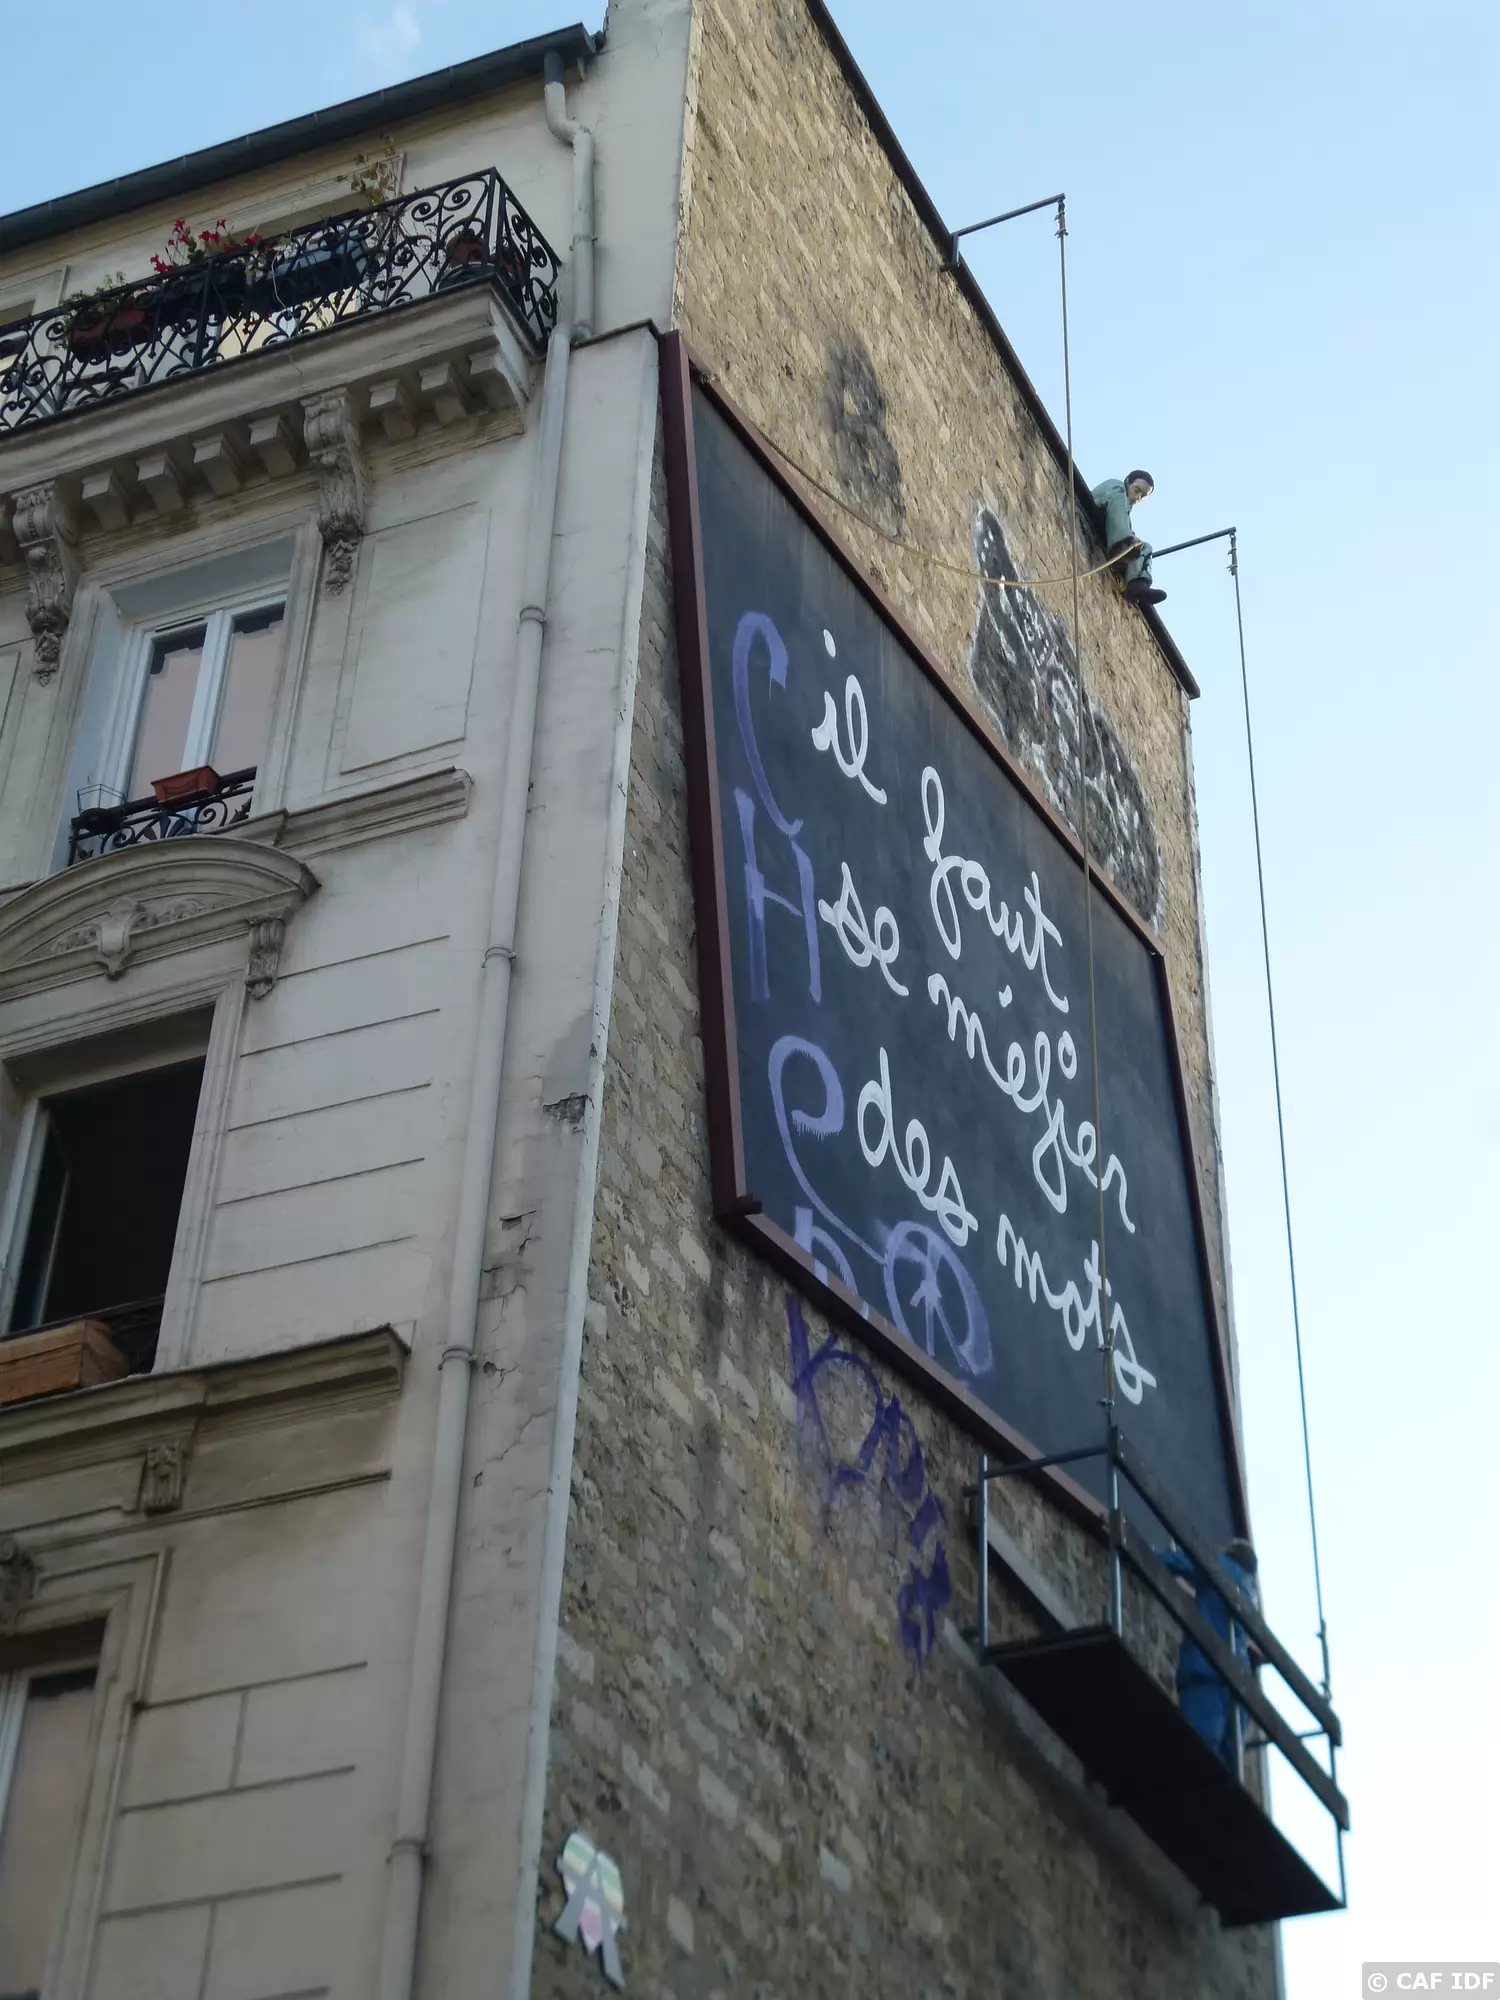 il faut
se méfier
des mots
© CAF IDF